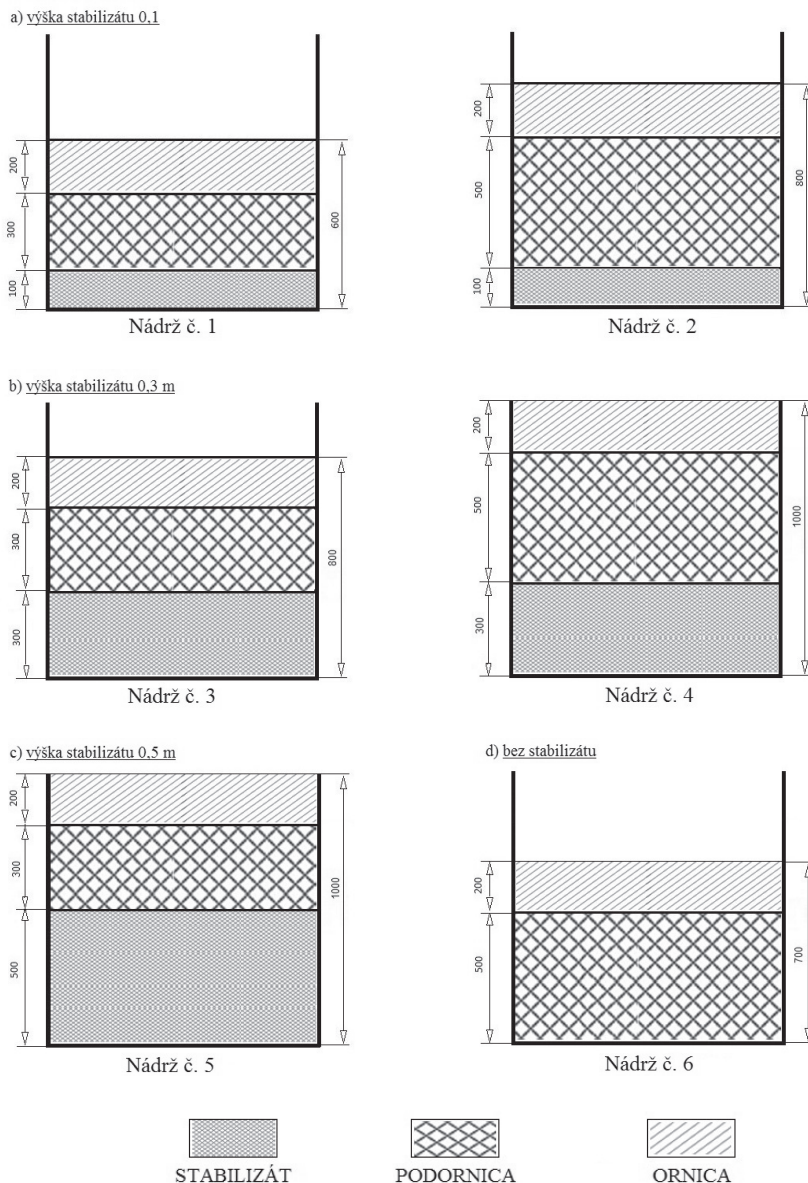 a) výška stabilizátu 0,1
200
300
100
600
Nádrž č. 1
200
500
100
800
Nádrž č. 2
b) výška stabilizátu 0,3 m
200
300
300
800
Nádrž č. 3
200
500
300
1000
Nádrž č. 4
c) výška stabilizátu 0,5 m
200
300
500
1000
Nádrž č. 5
d) bez stabilizátu
200
500
700
Nádrž č. 6
STABILIZÁT
PODORNICA
ORNICA